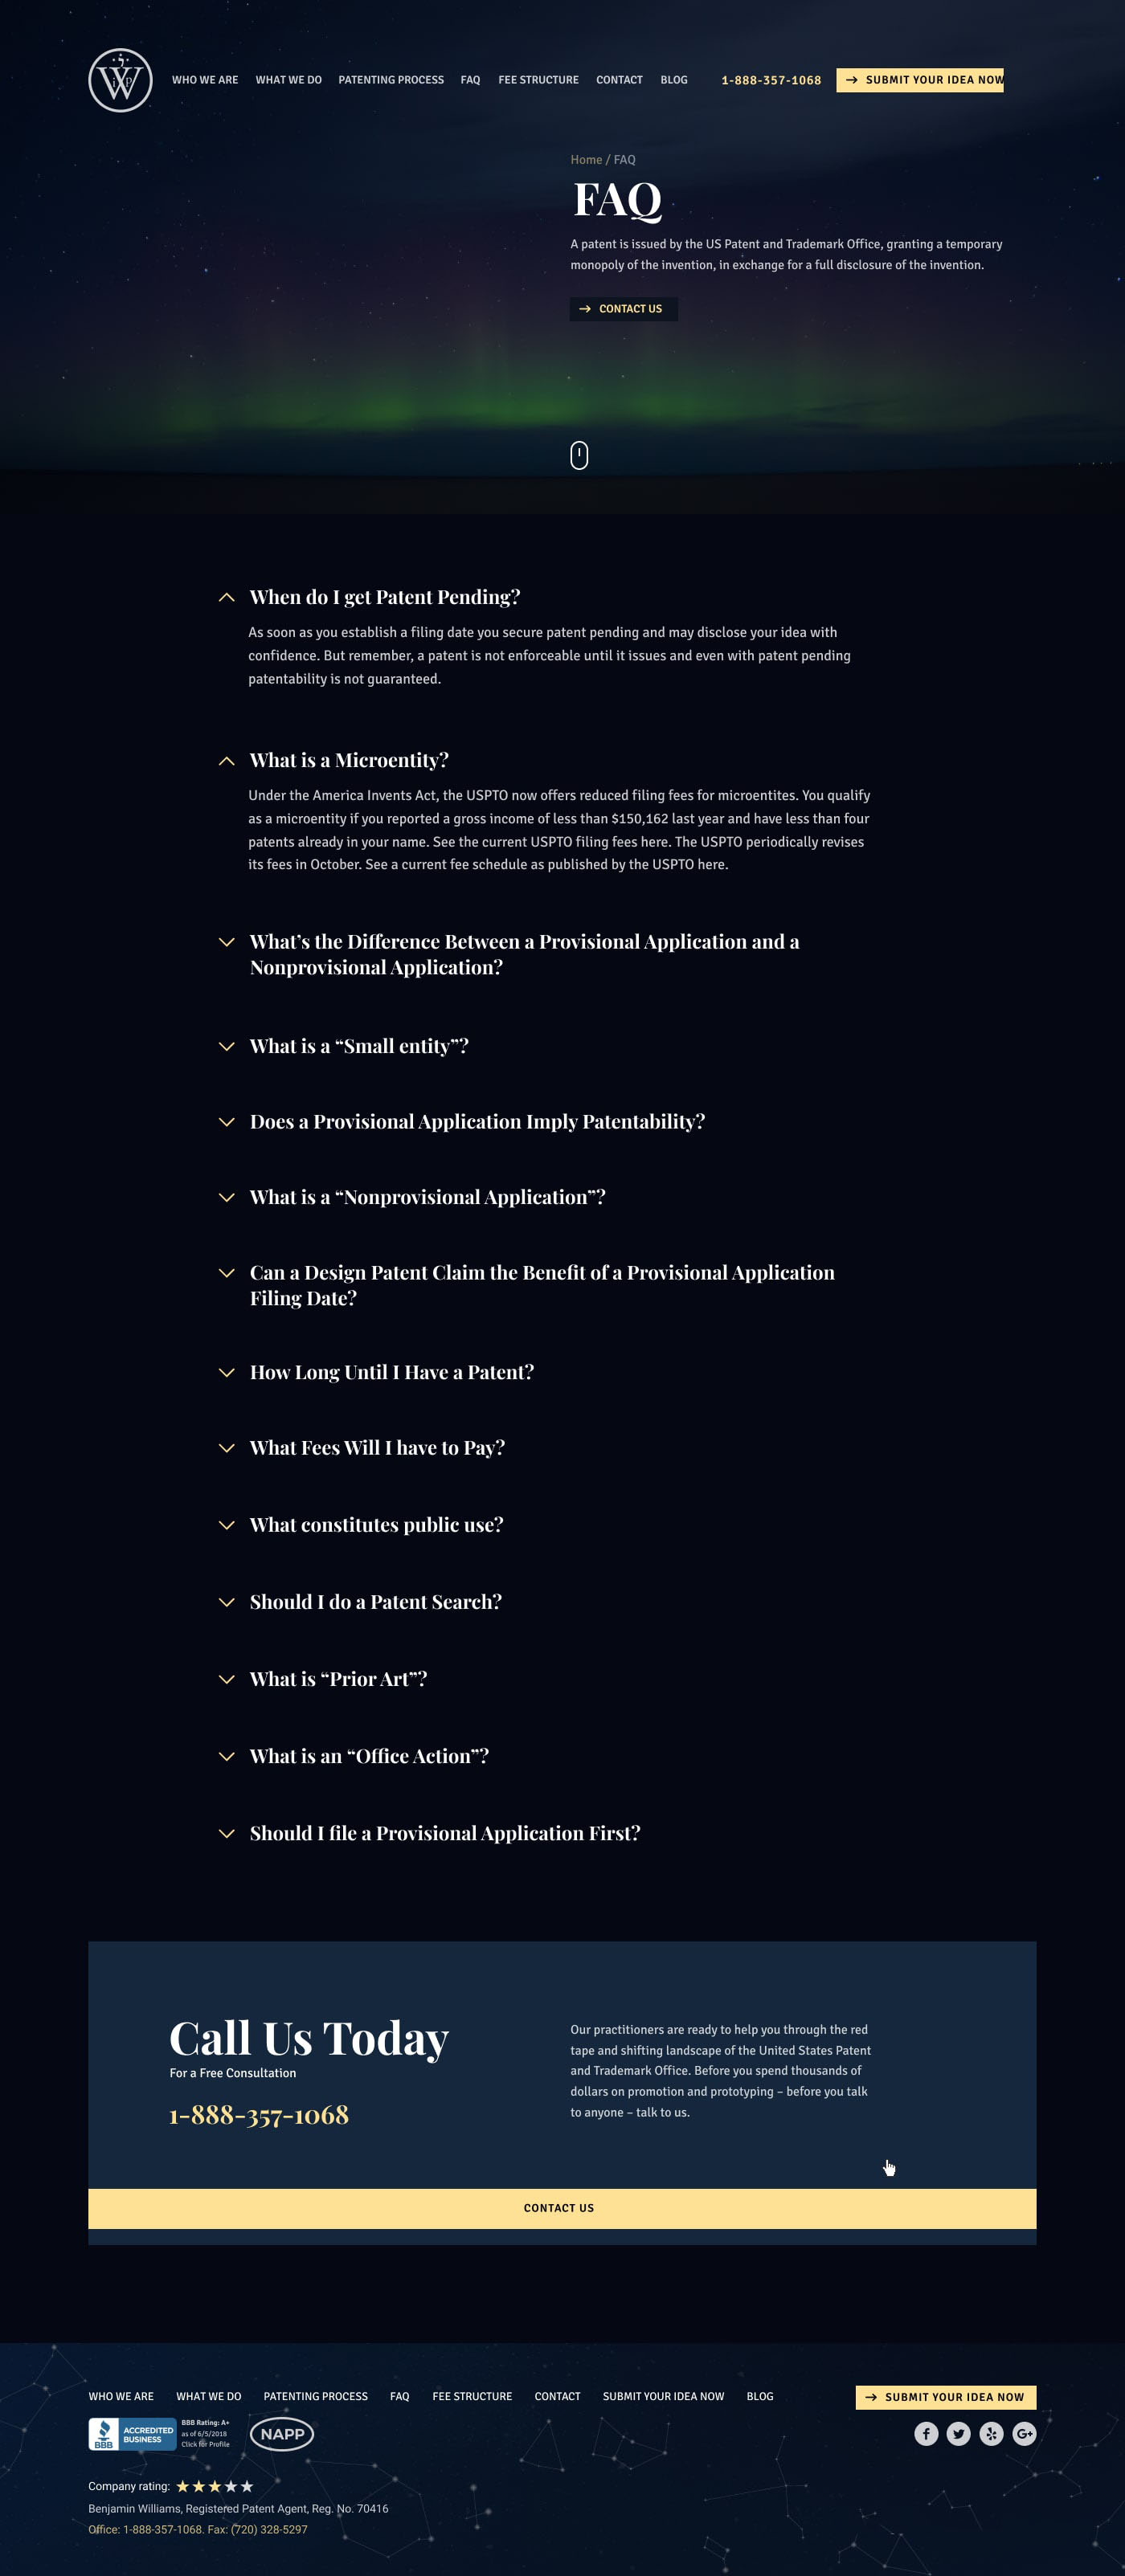 W
WHO WE ARE WHAT WE DO PATENTING PROCESS FAQ FEE STRUCTURE CONTACT BLOG 1-888-357-1068 SUBMIT YOUR IDEA NOW
Home / FAQ
FAQ
A patent is issued by the US Patent and Trademark Office, granting a temporary
monopoly of the invention, in exchange for a full disclosure of the invention.
CONTACT US
When do I get Patent Pending?
As soon as you establish a filing date you secure patent pending and may disclose your idea with
confidence. But remember, a patent is not enforceable until it issues and even with patent pending
patentability is not guaranteed.
What is a Microentity?
Under the America Invents Act, the USPTO now offers reduced filing fees for microentites. You qualify
as a microentity if you reported a gross income of less than $150,162 last year and have less than four
patents already in your name. See the current USPTO filing fees here. The USPTO periodically revises
its fees in October. See a current fee schedule as published by the USPTO here.
What’s the Difference Between a Provisional Application and a
Nonprovisional Application?
What is a “Small entity”?
Does a Provisional Application Imply Patentability?
What is a “Nonprovisional Application”?
Can a Design Patent Claim the Benefit of a Provisional Application
Filing Date?
How Long Until I Have a Patent?
What Fees Will I have to Pay?
What constitutes public use?
Should I do a Patent Search?
What is “Prior Art”?
What is an “Office Action”?
Should I file a Provisional Application First?
Call Us Today
For a Free Consultation
1-888-357-1068
Our practitioners are ready to help you through the red
tape and shifting landscape of the United States Patent
and Trademark Office. Before you spend thousands of
dollars on promotion and prototyping – before you talk
to anyone – talk to us.
CONTACT US
WHO WE ARE WHAT WE DO PATENTING PROCESS FAQ FEE STRUCTURE CONTACT SUBMIT YOUR IDEA NOW BLOG
SUBMIT YOUR IDEA NOW
BBB
ACCREDITED
BUSINESS
BBB Rating: A+
as of 6/5/2018
Click for Profile
NAPP
f G+
Company rating:
Benjamin Williams, Registered Patent Agent, Reg. No. 70416
Office: 1-888-357-1068. Fax: (720) 328-5297